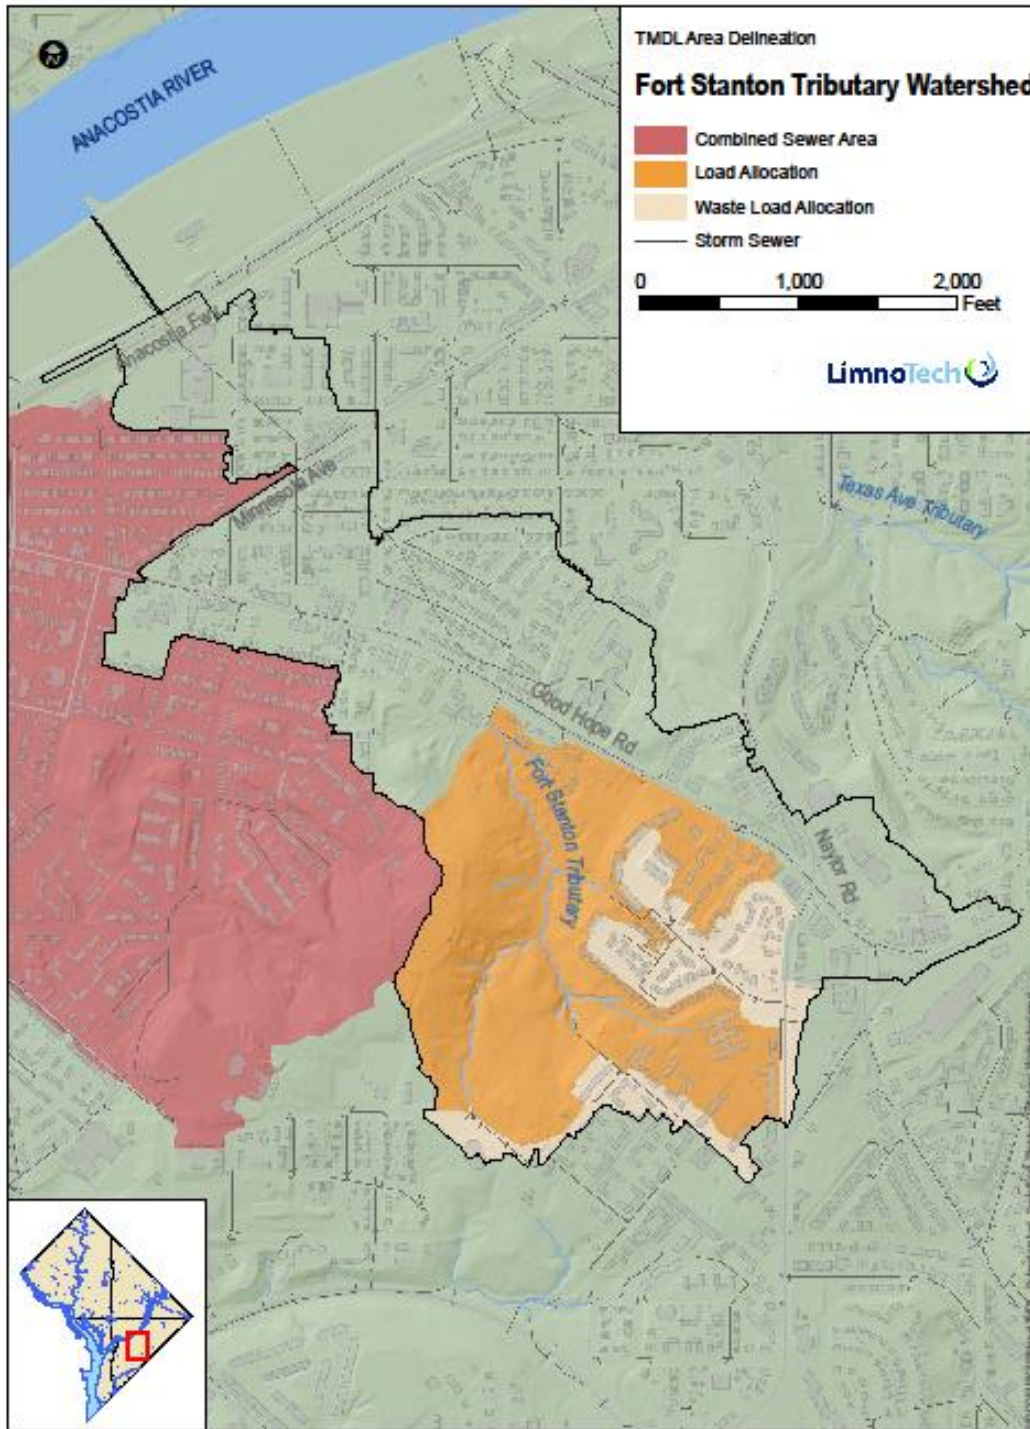 TMDL Area Delineation
Fort Stanton Tributary Watershed
Combined Sewer Area
Load Allocation
Waste Load Allocation
Storm Sewer
0 1,000 2,000
Feet
LimnoTech
N
ANACOSTIA RIVER
Anacostia Fwy
Minnesota Ave
Texas Ave Tributary
Good Hope Rd
Fort Stanton Tributary
Naylor Rd